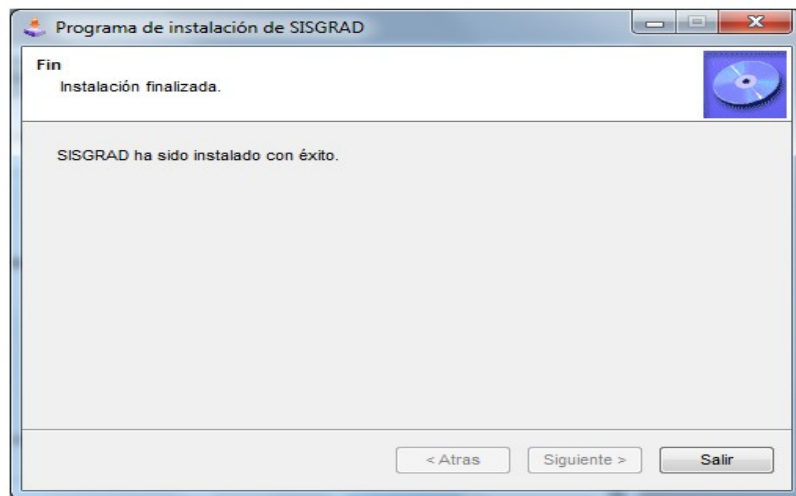 Programa de instalación de SISGRAD
Fin
Instalación finalizada.
SISGRAD ha sido instalado con éxito.
< Atras
Siguiente >
Salir